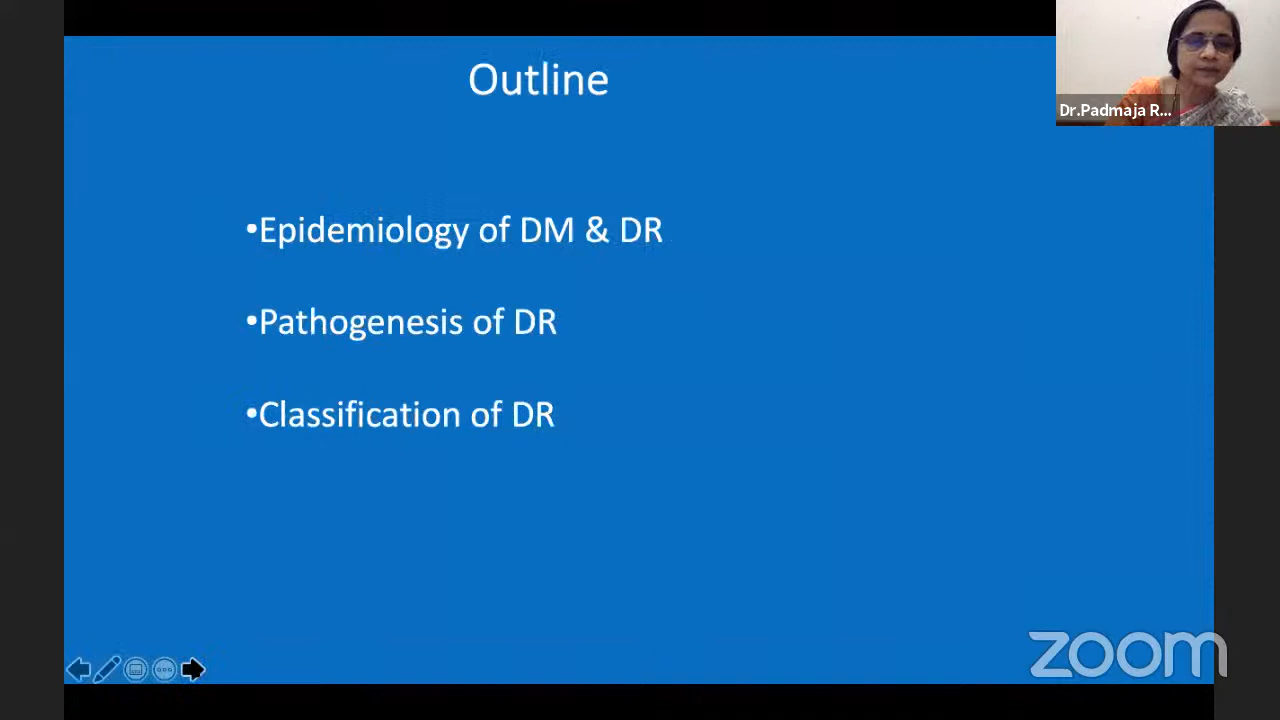 Outline
Dr.Padmaja R...
•Epidemiology of DM & DR
•Pathogenesis of DR
•Classification of DR
zoom